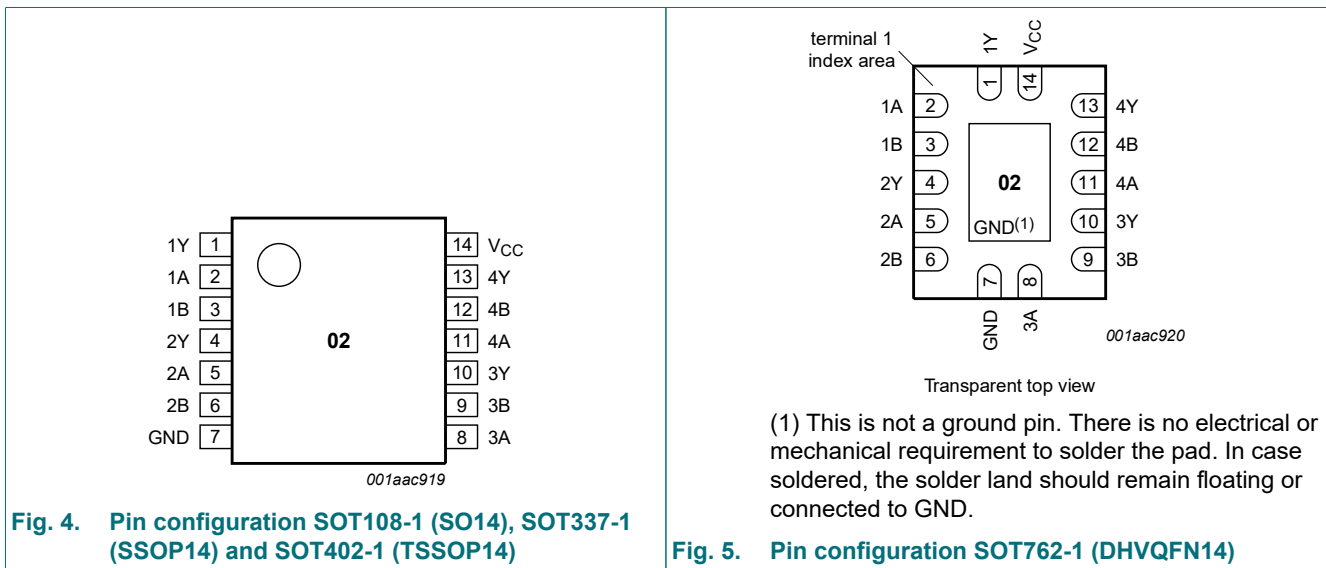 1Y 1
1A 2
1B 3
2Y 4
2A 5
2B 6
GND 7
02
14 VCC
13 4Y
12 4B
11 4A
10 3Y
9 3B
8 3A
001aac919
Fig. 4. Pin configuration SOT108-1 (SO14), SOT337-1
(SSOP14) and SOT402-1 (TSSOP14)
terminal 1
index area
1Y
VCC
1
14
1A 2
1B 3
2Y 4
2A 5
2B 6
02
GND(1)
13 4Y
12 4B
11 4A
10 3Y
9 3B
7
8
GND
3A
001aac920
Transparent top view
(1) This is not a ground pin. There is no electrical or
mechanical requirement to solder the pad. In case
soldered, the solder land should remain floating or
connected to GND.
Fig. 5. Pin configuration SOT762-1 (DHVQFN14)